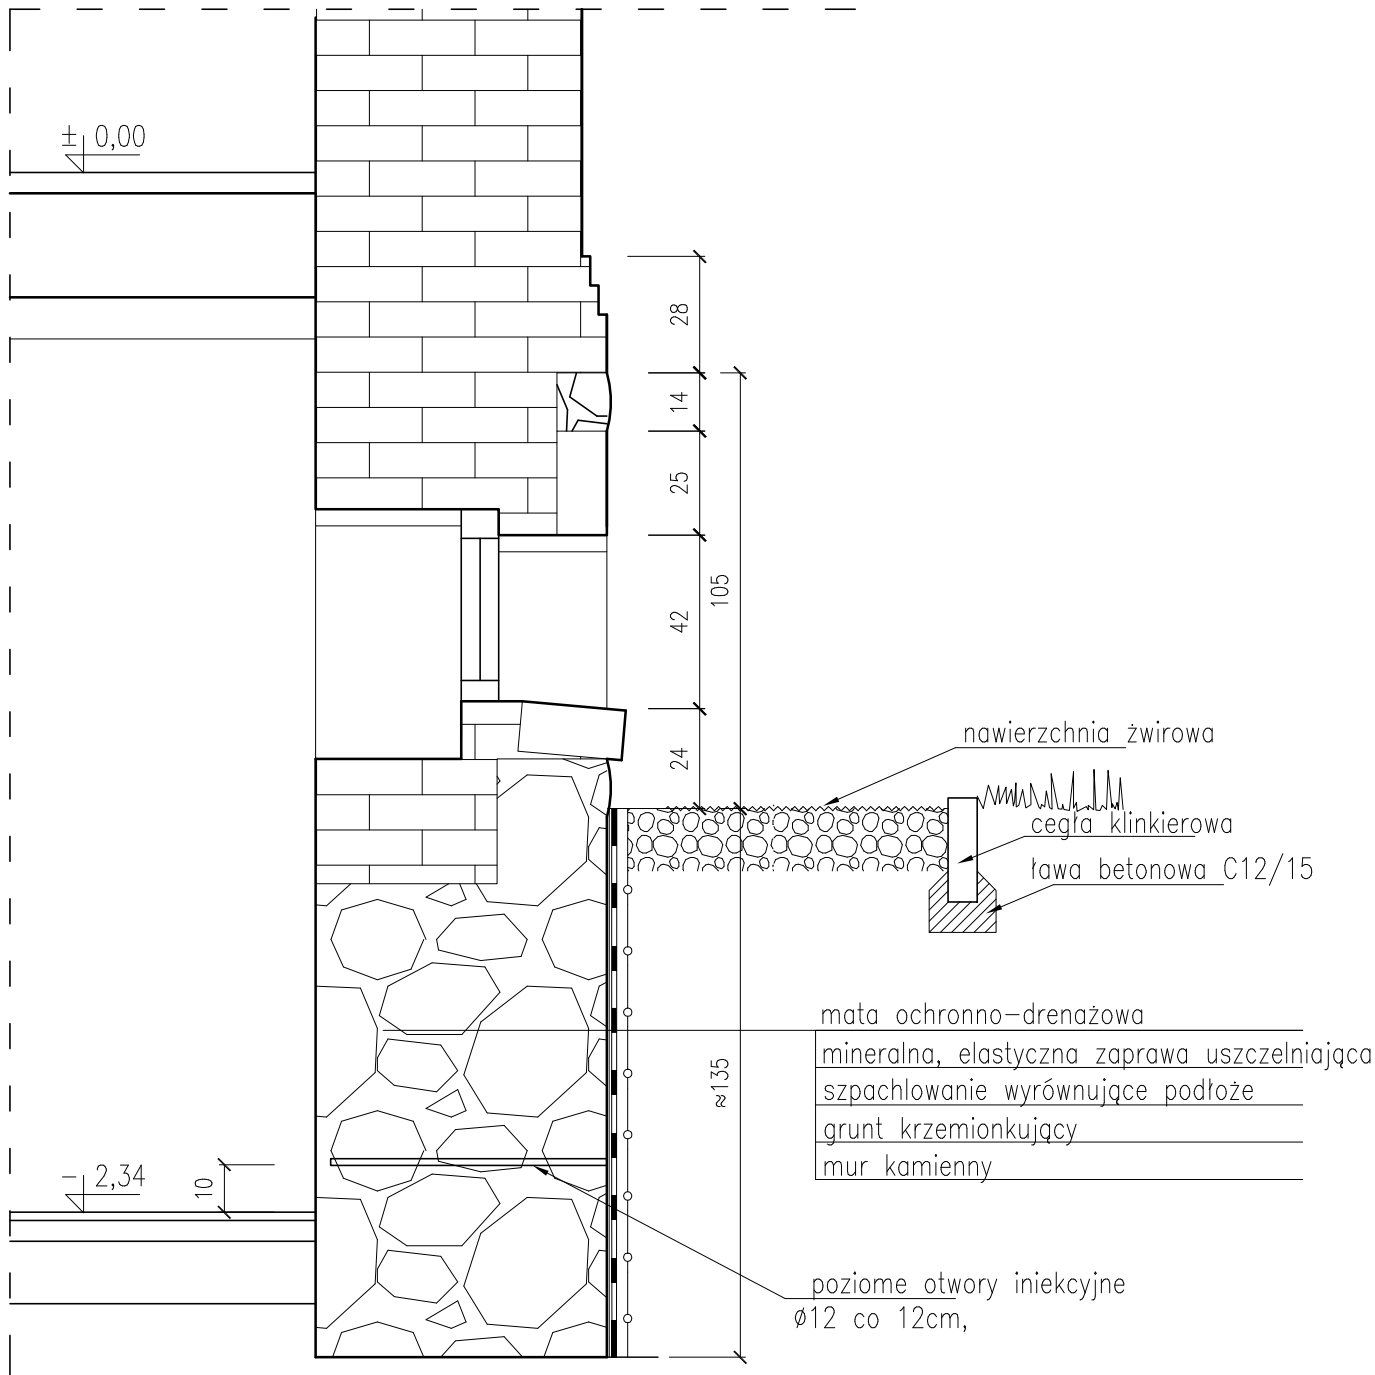 ± 0,00
28
14
25
105
42
24
nawierzchnia żwirowa
cegła klinkierowa
ława betonowa C12/15
mata ochronno-drenażowa
mineralna, elastyczna zaprawa uszczelniająca
szpachlowanie wyrównujące podłoże
grunt krzemionkujący
mur kamienny
≈135
- 2,34
10
poziome otwory iniekcyjne
ø12 co 12cm,